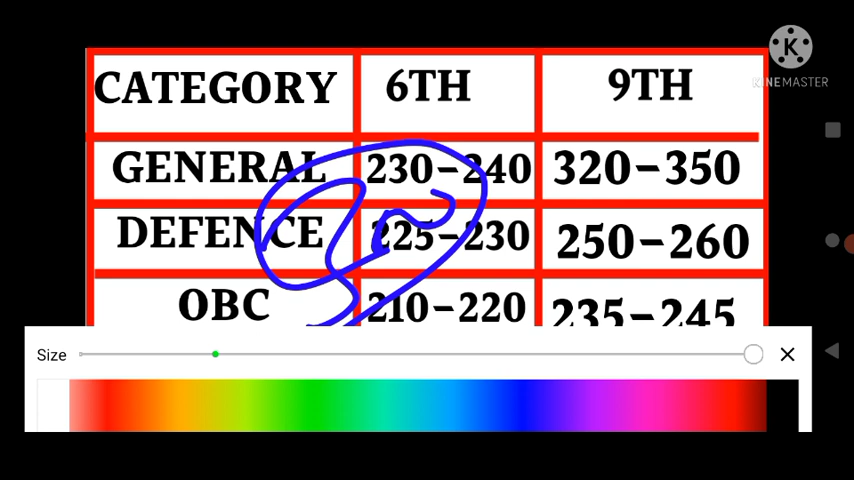 KINEMASTER
CATEGORY 6TH 9TH
GENERAL 230-240 320-350
DEFENCE 225-230 250-260
OBC 210-220 235-245
Size